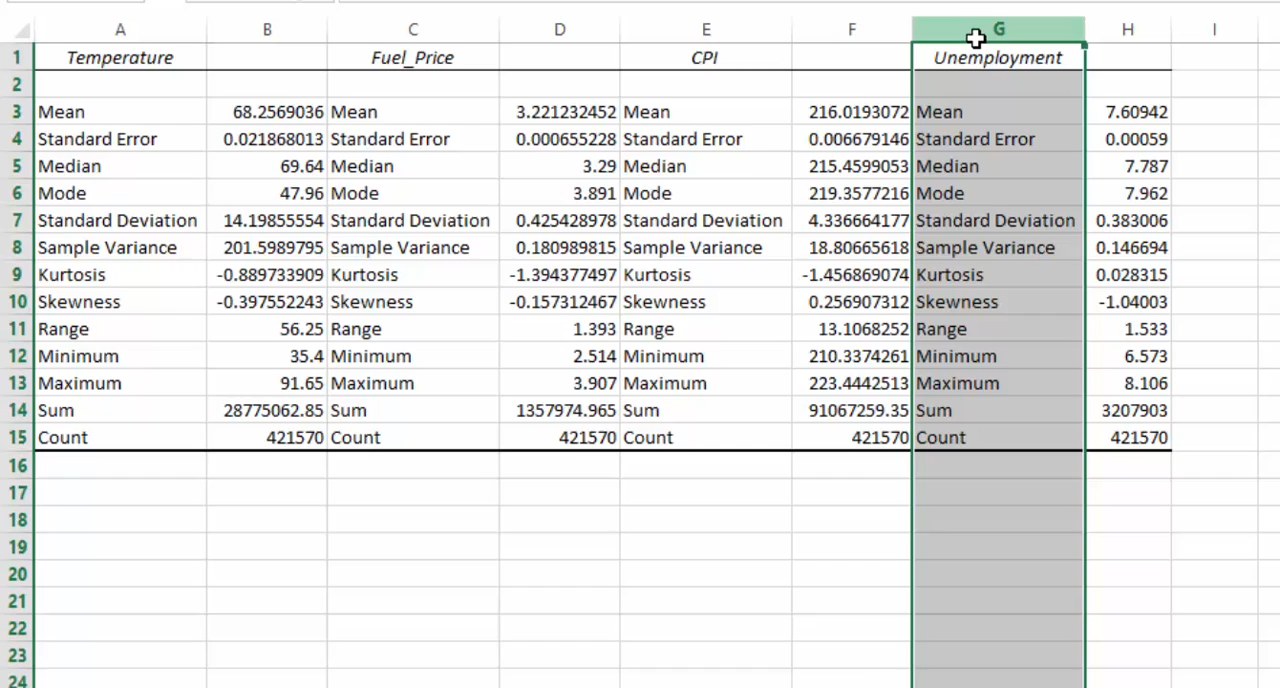 A B C D E F G H I
1 Temperature Fuel_Price CPI Unemployment
2
3 Mean 68.2569036 Mean 3.221232452 Mean 216.0193072 Mean 7.60942
4 Standard Error 0.021868013 Standard Error 0.000655228 Standard Error 0.006679146 Standard Error 0.00059
5 Median 69.64 Median 3.29 Median 215.4599053 Median 7.787
6 Mode 47.96 Mode 3.891 Mode 219.3577216 Mode 7.962
7 Standard Deviation 14.19855554 Standard Deviation 0.425428978 Standard Deviation 4.336664177 Standard Deviation 0.383006
8 Sample Variance 201.5989795 Sample Variance 0.180989815 Sample Variance 18.80665618 Sample Variance 0.146694
9 Kurtosis -0.889733909 Kurtosis -1.394377497 Kurtosis -1.456869074 Kurtosis 0.028315
10 Skewness -0.397552243 Skewness -0.157312467 Skewness 0.256907312 Skewness -1.04003
11 Range 56.25 Range 1.393 Range 13.1068252 Range 1.533
12 Minimum 35.4 Minimum 2.514 Minimum 210.3374261 Minimum 6.573
13 Maximum 91.65 Maximum 3.907 Maximum 223.4442513 Maximum 8.106
14 Sum 28775062.85 Sum 1357974.965 Sum 91067259.35 Sum 3207903
15 Count 421570 Count 421570 Count 421570 Count 421570
16
17
18
19
20
21
22
23
24